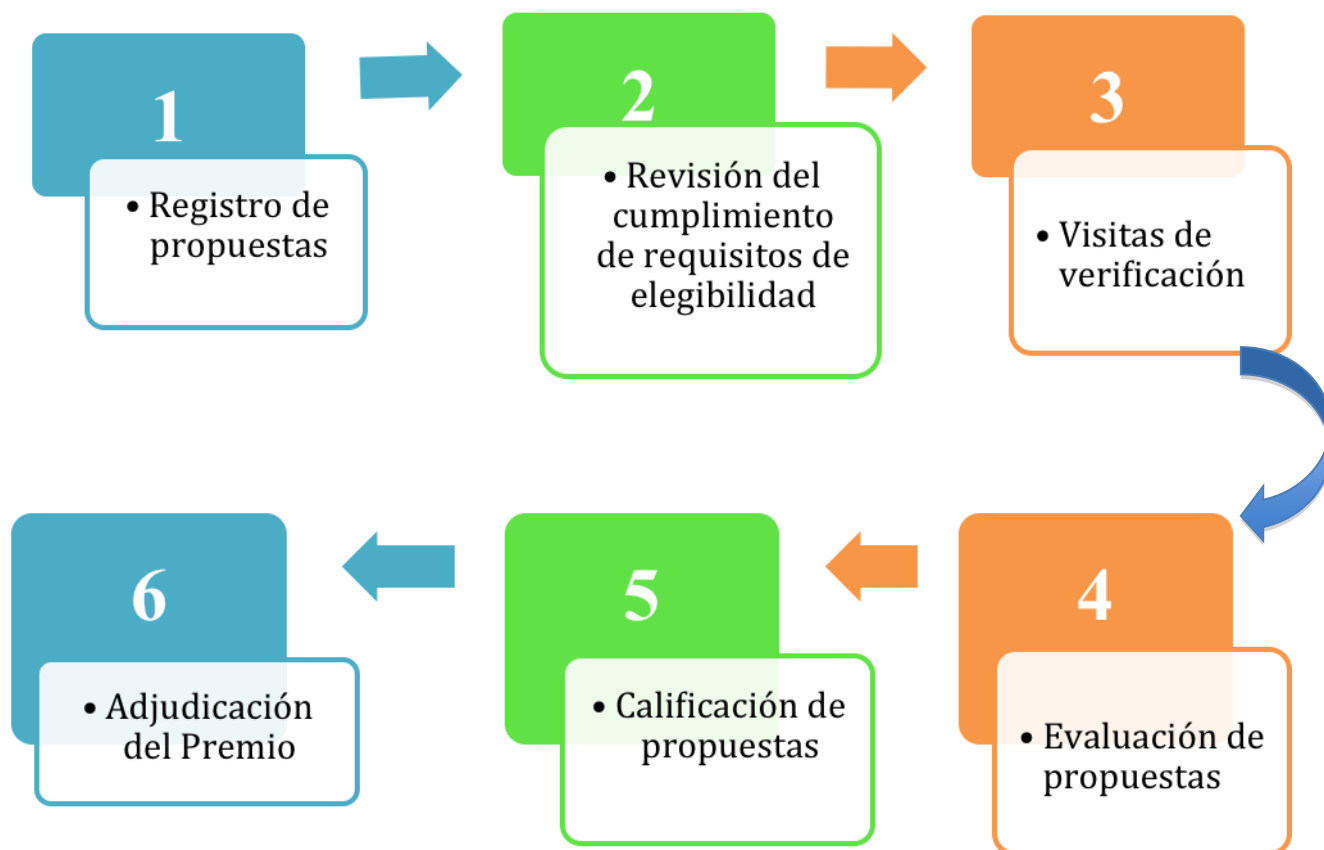 1
• Registro de
propuestas
2
• Revisión del
cumplimiento
de requisitos de
elegibilidad
3
• Visitas de
verificación
4
• Evaluación de
propuestas
5
• Calificación de
propuestas
6
• Adjudicación
del Premio